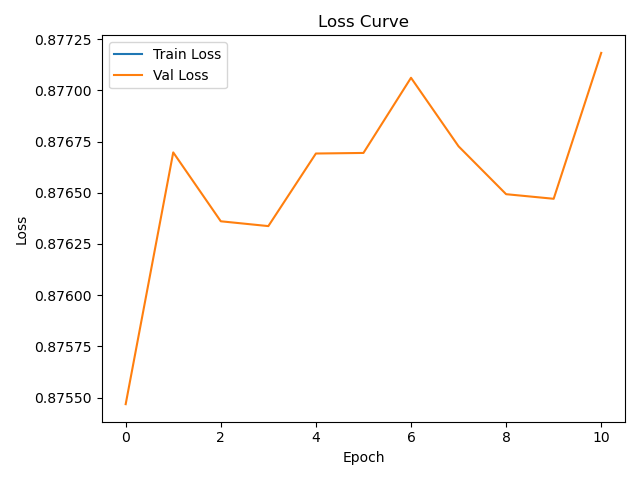 Loss Curve
0.87725
0.87700
0.87675
0.87650
0.87625
0.87600
0.87575
0.87550
Loss
Train Loss
Val Loss
0 2 4 6 8 10
Epoch